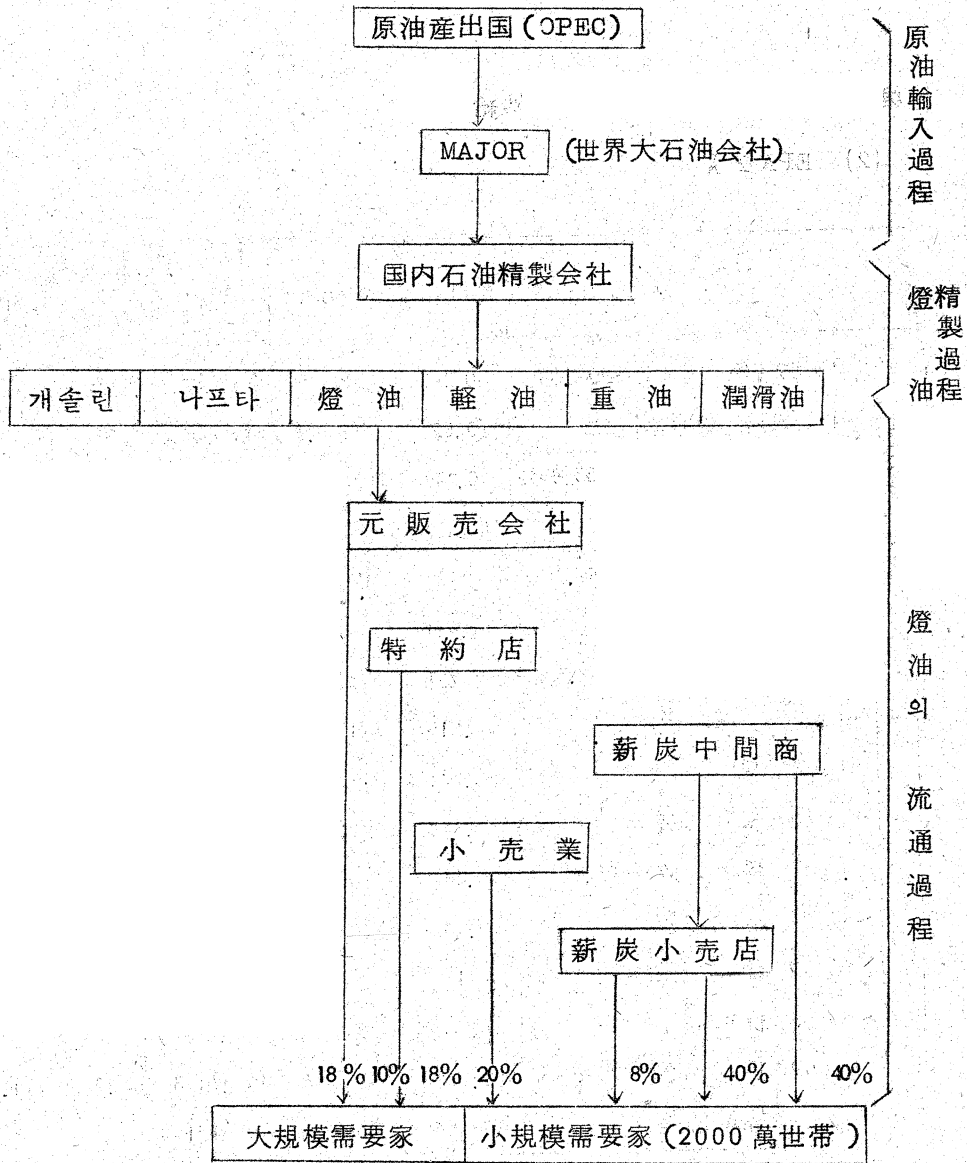 原油産出国 (OPEC)
MAJOR (世界大石油会社)
原油輸入過程
国内石油精製会社
燈油
精製過程
개솔린 나프타 燈油 軽油 重油 潤滑油
元販売会社
特約店
薪炭中間商
小売業
薪炭小売店
燈油의 流通過程
18% 10% 18% 20% 8% 40% 40%
大規模需要家 小規模需要家 (2000 萬世帯)